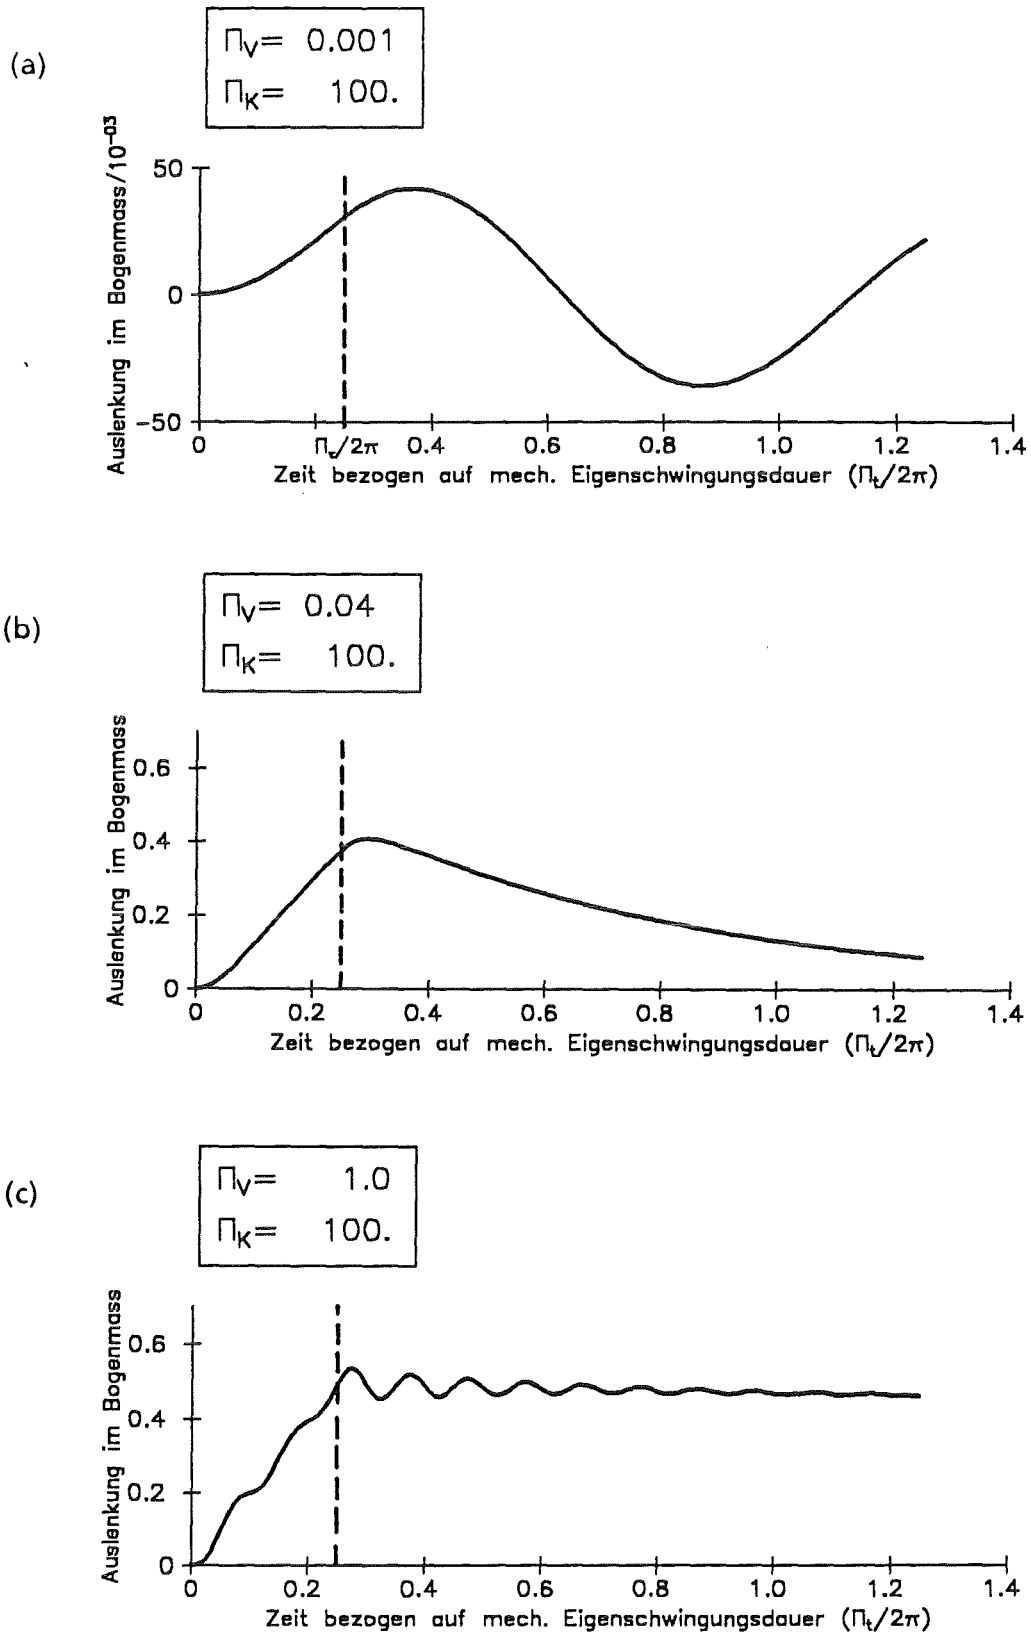 (a)
Π_V= 0.001
Π_K= 100.
Auslenkung im Bogenmass/10⁻⁰³
50
0
-50
0 Π_τ/2π 0.4 0.6 0.8 1.0 1.2 1.4
Zeit bezogen auf mech. Eigenschwingungsdauer (Π_t/2π)
(b)
Π_V= 0.04
Π_K= 100.
Auslenkung im Bogenmass
0.6
0.4
0.2
0
0 0.2 0.4 0.6 0.8 1.0 1.2 1.4
Zeit bezogen auf mech. Eigenschwingungsdauer (Π_t/2π)
(c)
Π_V= 1.0
Π_K= 100.
Auslenkung im Bogenmass
0.6
0.4
0.2
0
0 0.2 0.4 0.6 0.8 1.0 1.2 1.4
Zeit bezogen auf mech. Eigenschwingungsdauer (Π_t/2π)